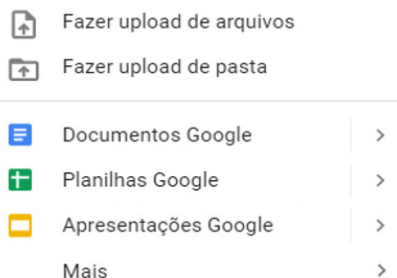 Fazer upload de arquivos
Fazer upload de pasta
Documentos Google
Planilhas Google
Apresentações Google
Mais